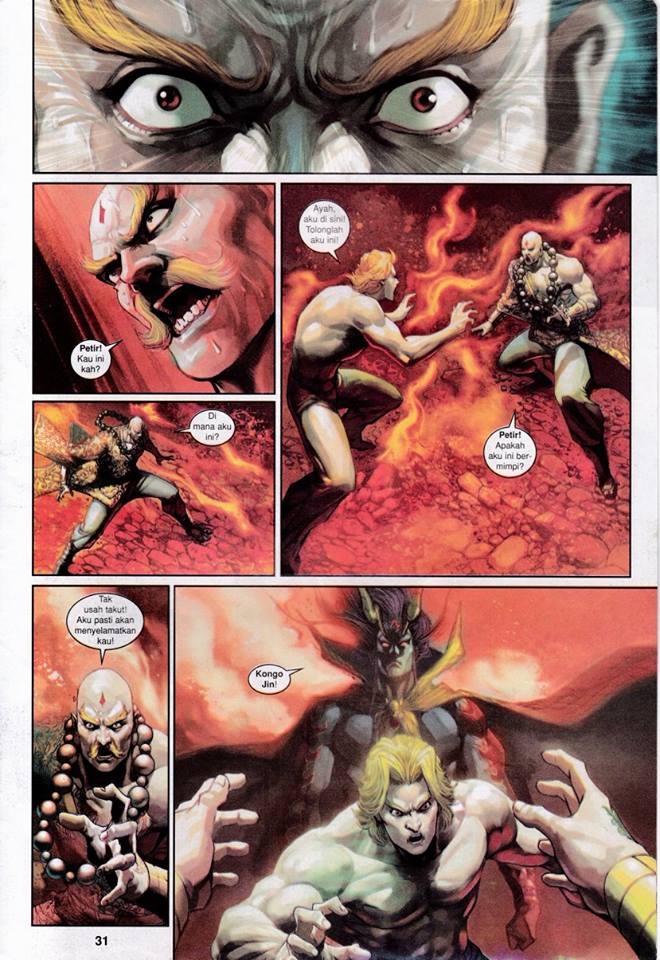 Petir!
Kau ini
kah?
Ayah,
aku di sini!
Tolonglah
aku ini!
Petir!
Apakah
aku ini ber-
mimpi?
Di
mana aku
ini?
Tak
usah takut!
Aku pasti akan
menyelamatkan
kau!
Kongo
Jin!
31